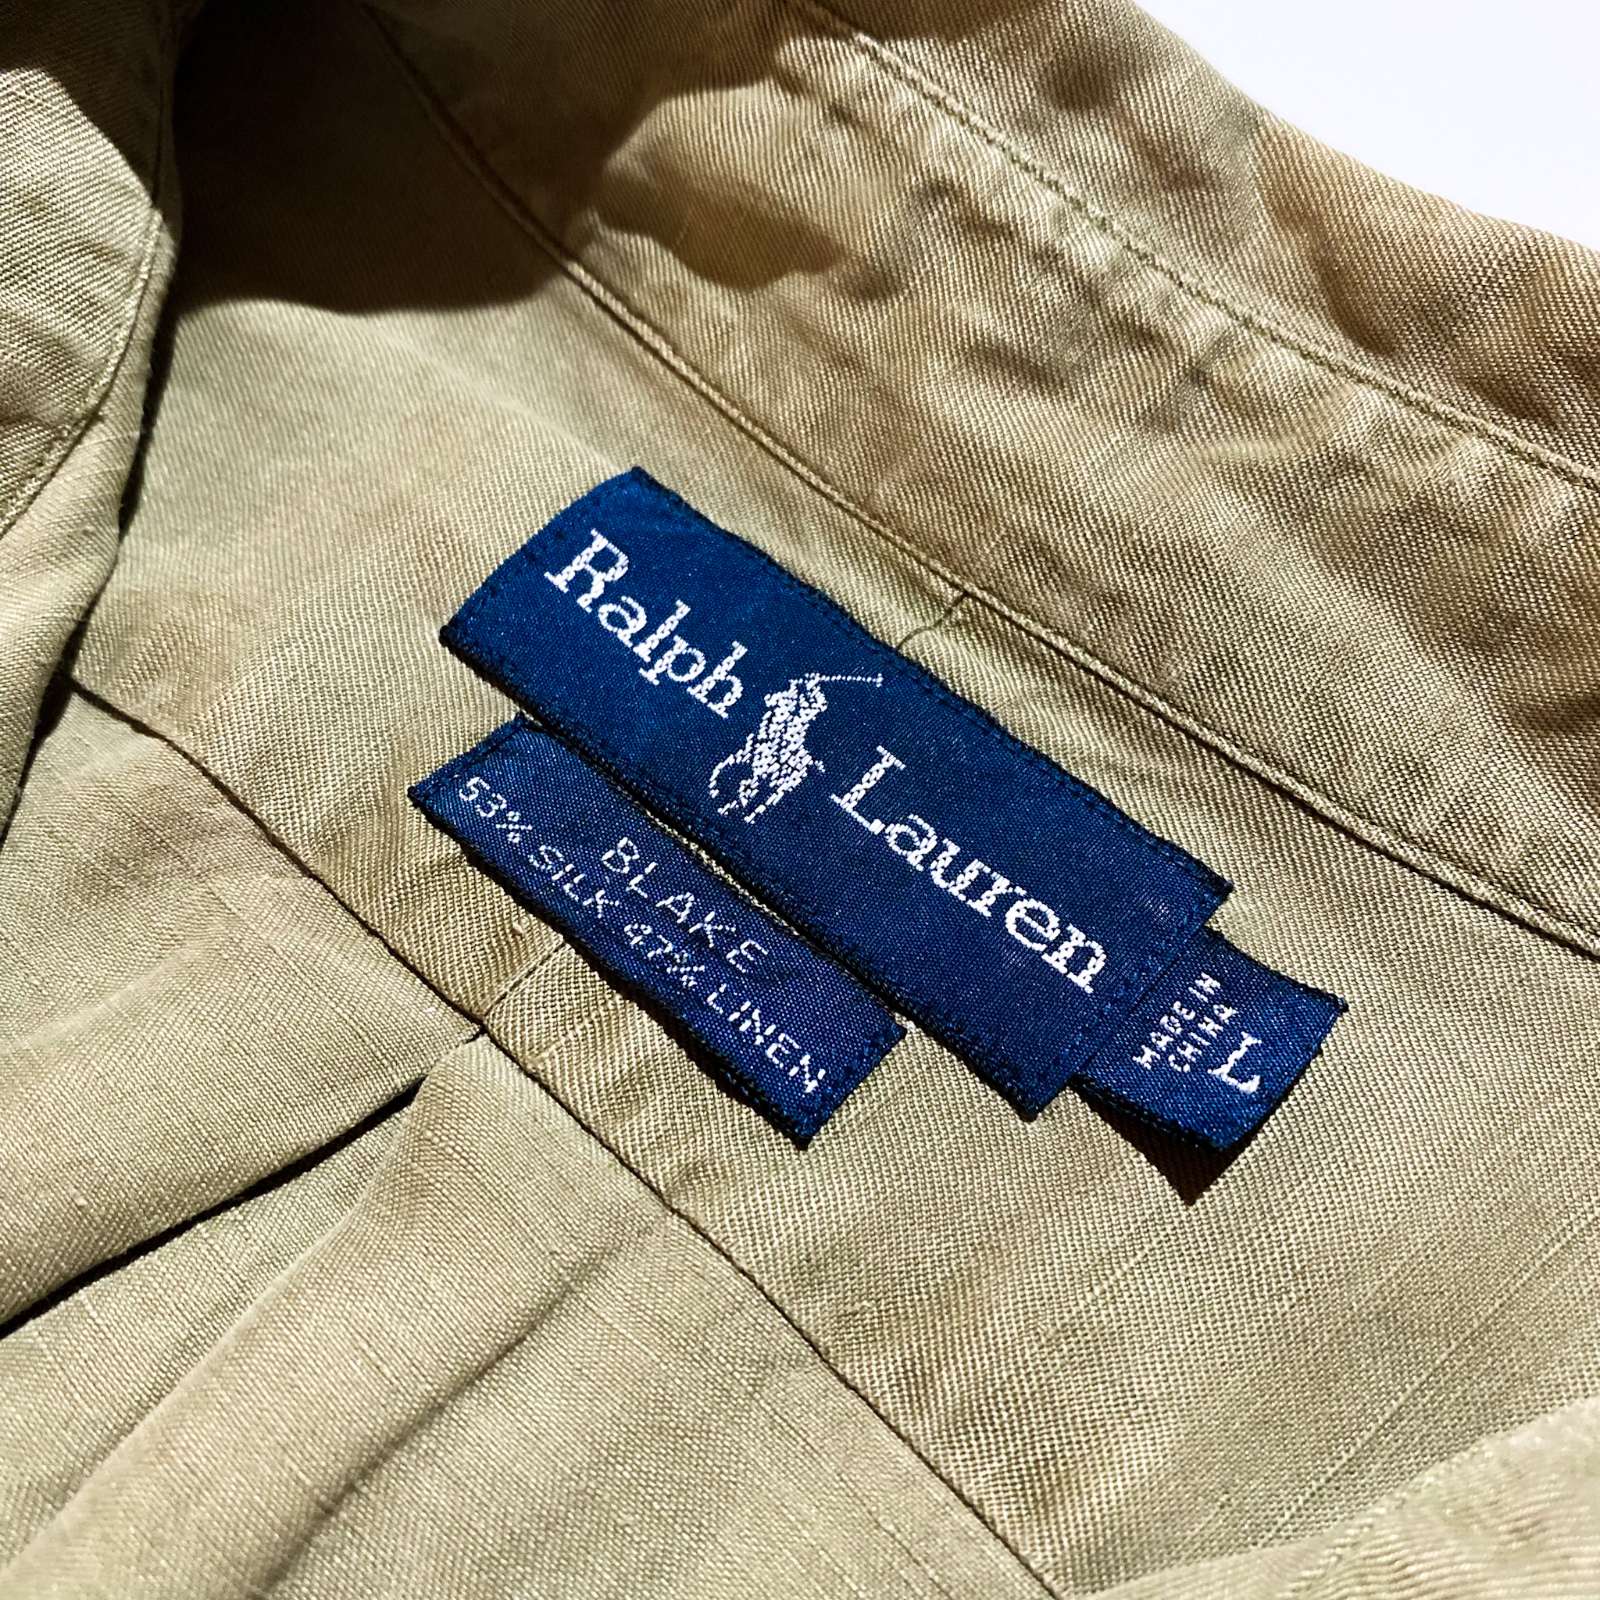 Ralph Lauren
BLAKE
53% SILK 47% LINEN
MADE IN
CHINA
L